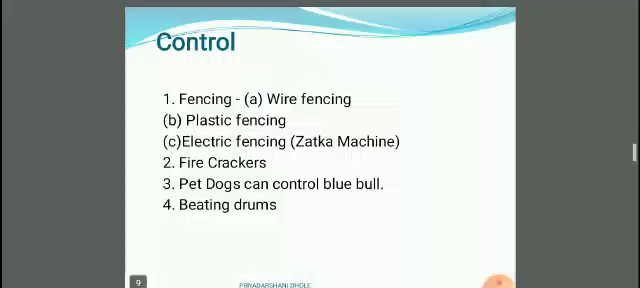 Control
1. Fencing - (a) Wire fencing
(b) Plastic fencing
(c)Electric fencing (Zatka Machine)
2. Fire Crackers
3. Pet Dogs can control blue bull.
4. Beating drums
9
PRIYADARSHANI DHOLE